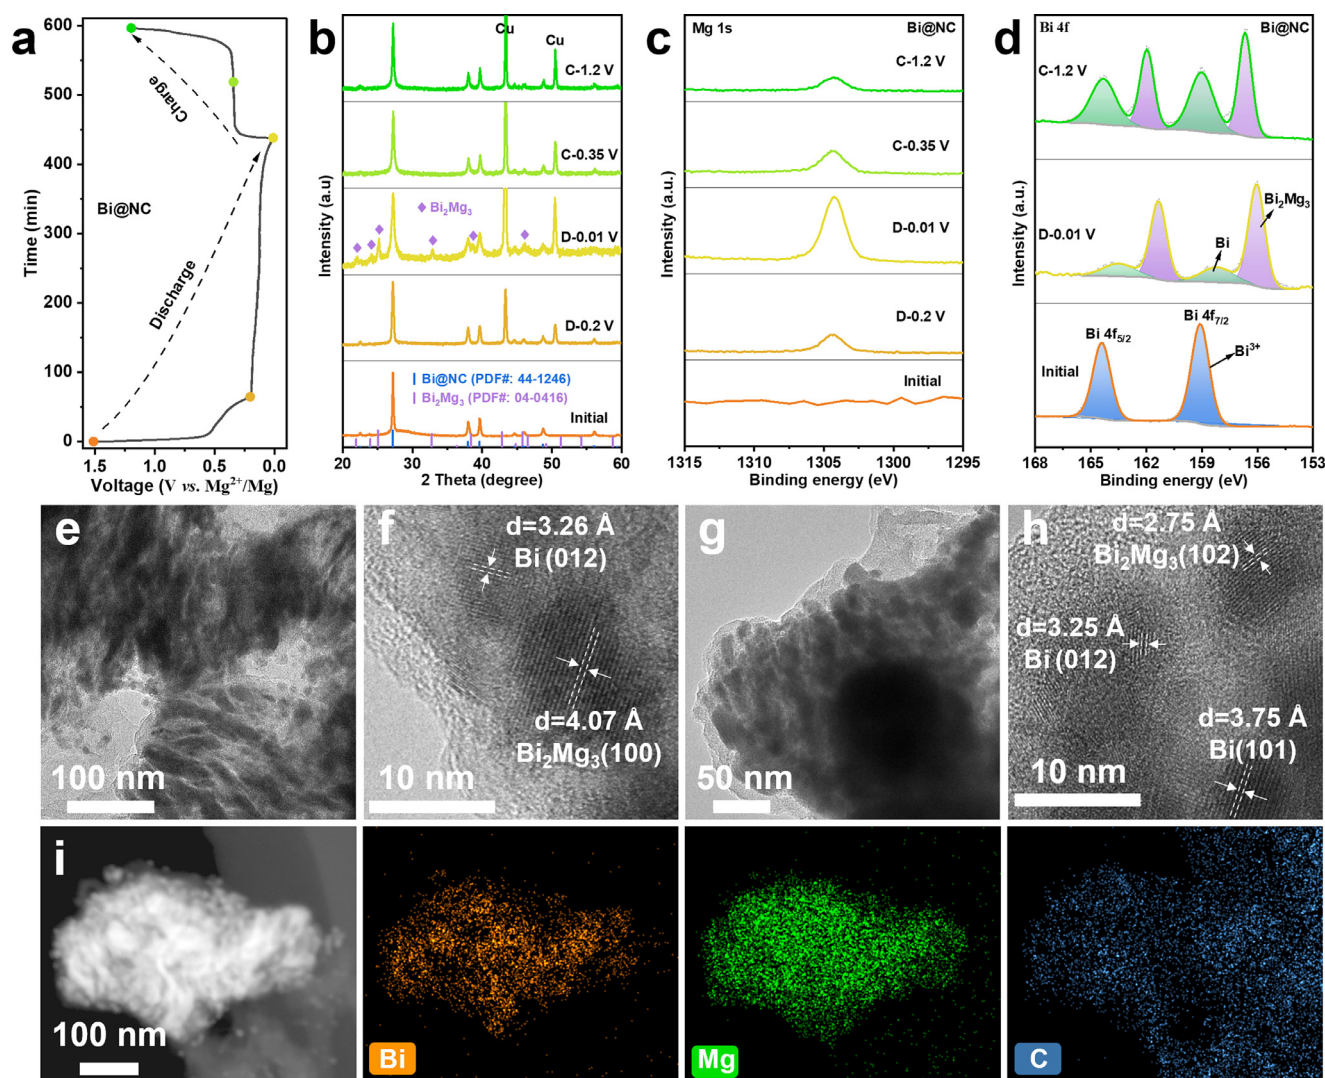 a
600
500
400
300
200
100
0
Time (min)
Charge
Bi@NC
Discharge
1.5 1.0 0.5 0.0
Voltage (V vs. Mg²⁺/Mg)
b
Cu
Cu
C-1.2 V
C-0.35 V
Bi₂Mg₃
D-0.01 V
D-0.2 V
Bi@NC (PDF#: 44-1246)
Bi₂Mg₃ (PDF#: 04-0416)
Initial
Intensity (a.u)
20 30 40 50 60
2 Theta (degree)
c
Mg 1s Bi@NC
C-1.2 V
C-0.35 V
D-0.01 V
D-0.2 V
Initial
Intensity (a.u.)
1315 1310 1305 1300 1295
Binding energy (eV)
d
Bi 4f Bi@NC
C-1.2 V
Bi₂Mg₃
D-0.01 V
Bi
Bi 4f₇/₂
Bi 4f₅/₂
Bi³⁺
Initial
Intensity (a.u.)
168 165 162 159 156 153
Binding energy (eV)
e
100 nm
f
d=3.26 Å
Bi (012)
d=4.07 Å
Bi₂Mg₃(100)
10 nm
g
50 nm
h
d=2.75 Å
Bi₂Mg₃(102)
d=3.25 Å
Bi (012)
d=3.75 Å
Bi(101)
10 nm
i
100 nm
Bi
Mg
C